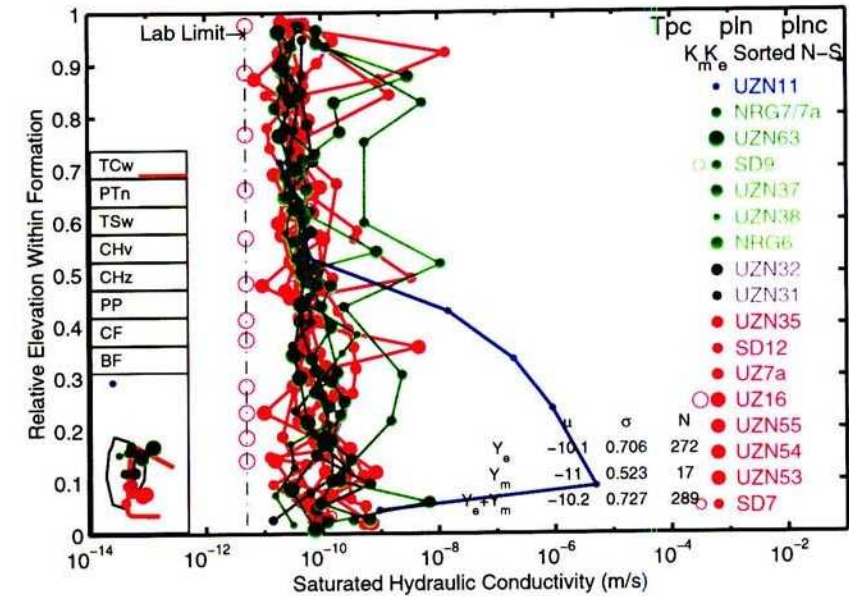 Tpc pln plnc
Lab Limit→
KmKe Sorted N-S
UZN11
NRG7/7a
UZN63
SD9
UZN37
UZN38
NRG6
UZN32
UZN31
UZN35
SD12
UZ7a
UZ16
UZN55
UZN54
UZN53
SD7
TCw
PTn
TSw
CHv
CHz
PP
CF
BF
μ σ N
Ye -10.1 0.706 272
Ym -11 0.523 17
Ye+Ym -10.2 0.727 289
1
0.9
0.8
0.7
0.6
0.5
0.4
0.3
0.2
0.1
0
Relative Elevation Within Formation
10^-14 10^-12 10^-10 10^-8 10^-6 10^-4 10^-2
Saturated Hydraulic Conductivity (m/s)